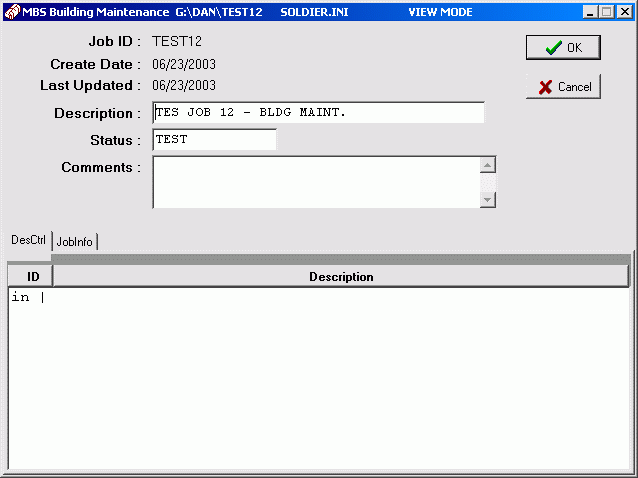 MBS Building Maintenance G:\DAN\TEST12 SOLDIER.INI VIEW MODE
Job ID : TEST12
OK
Create Date : 06/23/2003
Last Updated : 06/23/2003
Cancel
Description : TES JOB 12 - BLDG MAINT.
Status : TEST
Comments :
DesCtrl JobInfo
ID Description
in |